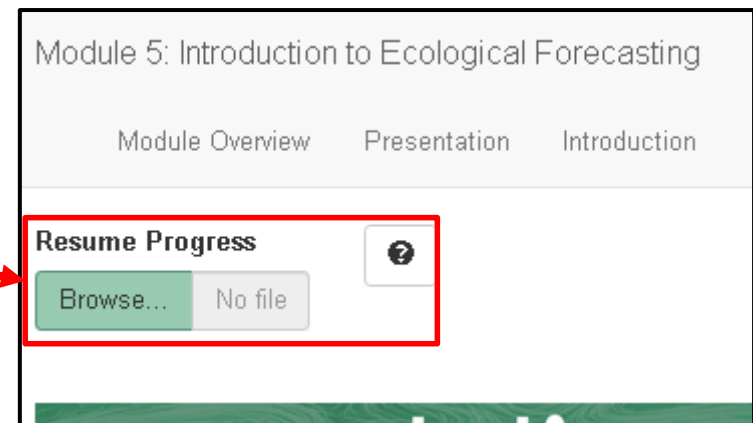 Module 5: Introduction to Ecological Forecasting
Module Overview Presentation Introduction
Resume Progress
Browse... No file